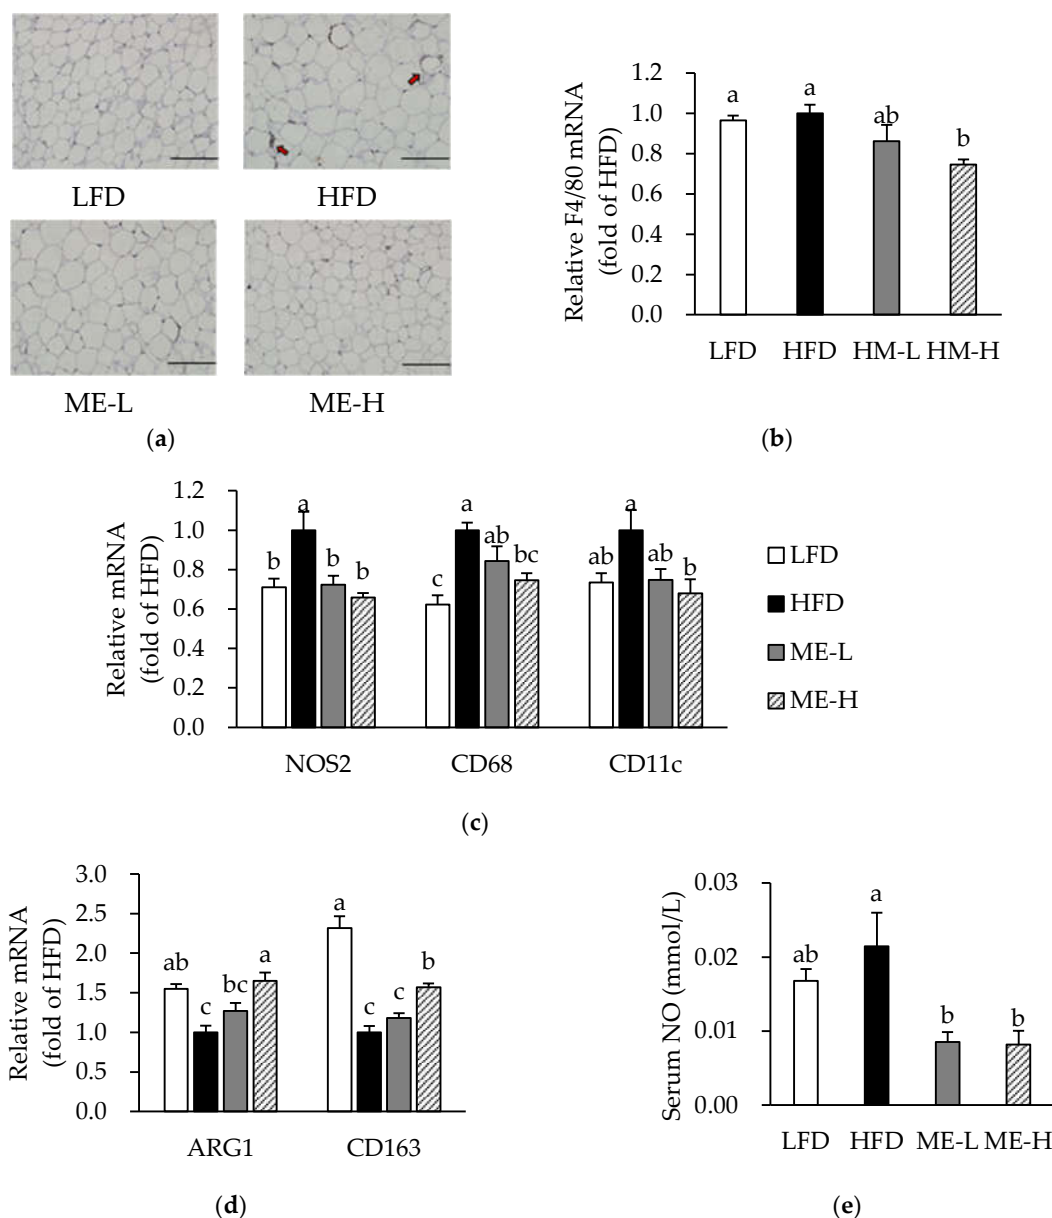 LFD
HFD
ME-L
ME-H
(a)
Relative F4/80 mRNA
(fold of HFD)
1.2
1.0
0.8
0.6
0.4
0.2
0.0
a
a
ab
b
LFD HFD HM-L HM-H
(b)
Relative mRNA
(fold of HFD)
1.2
1.0
0.8
0.6
0.4
0.2
0.0
b a b b
c a ab bc
ab a ab b
NOS2 CD68 CD11c
LFD
HFD
ME-L
ME-H
(c)
Relative mRNA
(fold of HFD)
3.0
2.5
2.0
1.5
1.0
0.5
0.0
ab c bc a
a c c b
ARG1 CD163
(d)
Serum NO (mmol/L)
0.03
0.02
0.01
0.00
ab
a
b
b
LFD HFD ME-L ME-H
(e)